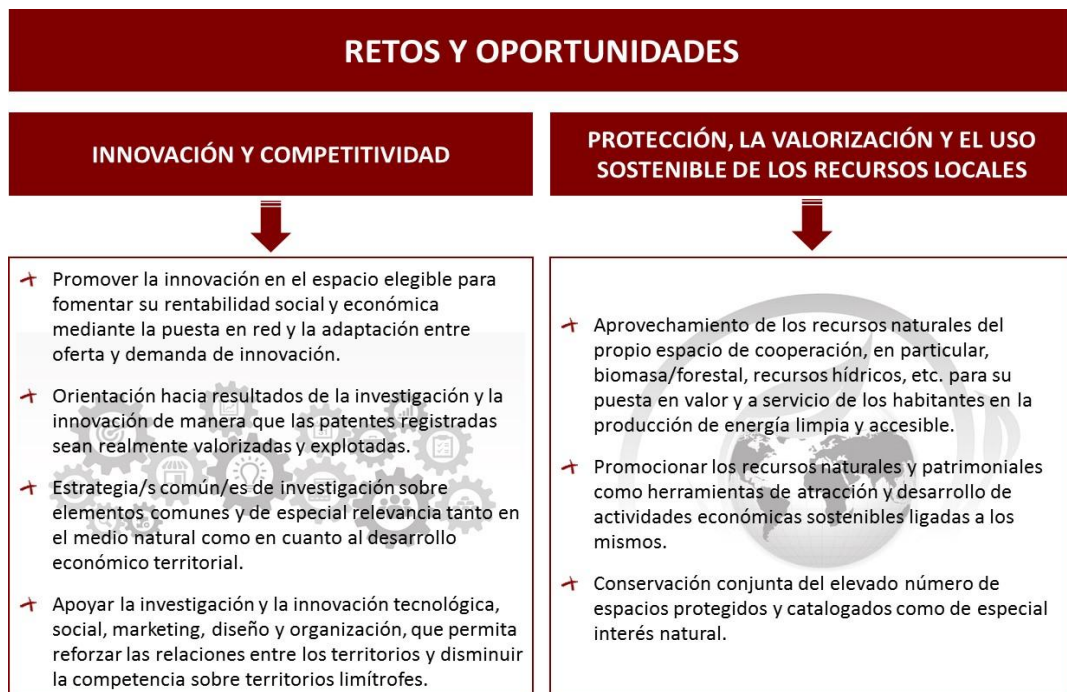 RETOS Y OPORTUNIDADES
INNOVACIÓN Y COMPETITIVIDAD
Promover la innovación en el espacio elegible para
fomentar su rentabilidad social y económica
mediante la puesta en red y la adaptación entre
oferta y demanda de innovación.
Orientación hacia resultados de la investigación y la
innovación de manera que las patentes registradas
sean realmente valorizadas y explotadas.
Estrategia/s común/es de investigación sobre
elementos comunes y de especial relevancia tanto en
el medio natural como en cuanto al desarrollo
económico territorial.
Apoyar la investigación y la innovación tecnológica,
social, marketing, diseño y organización, que permita
reforzar las relaciones entre los territorios y disminuir
la competencia sobre territorios limítrofes.
PROTECCIÓN, LA VALORIZACIÓN Y EL USO
SOSTENIBLE DE LOS RECURSOS LOCALES
Aprovechamiento de los recursos naturales del
propio espacio de cooperación, en particular,
biomasa/forestal, recursos hídricos, etc. para su
puesta en valor y a servicio de los habitantes en la
producción de energía limpia y accesible.
Promocionar los recursos naturales y patrimoniales
como herramientas de atracción y desarrollo de
actividades económicas sostenibles ligadas a los
mismos.
Conservación conjunta del elevado número de
espacios protegidos y catalogados como de especial
interés natural.